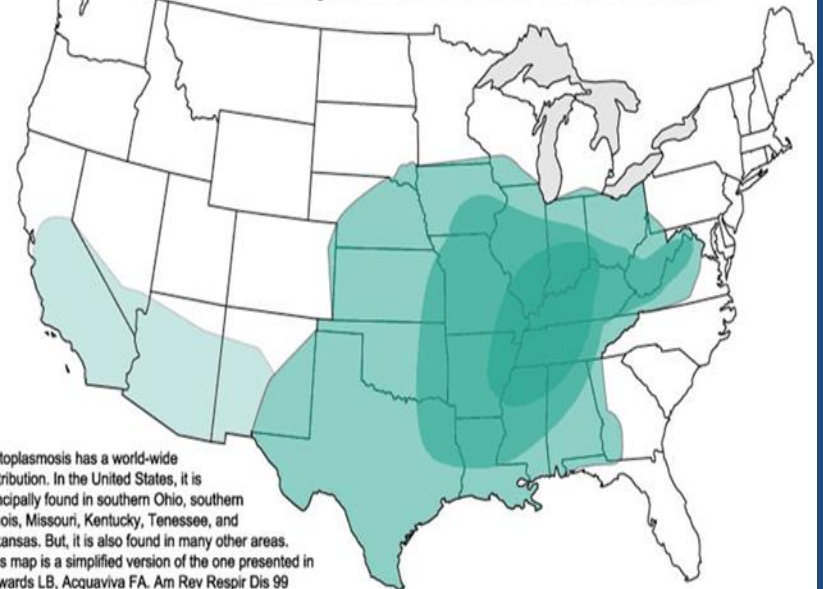 toplasmosis has a world-wide
tribution. In the United States, it is
ncipally found in southern Ohio, southern
ois, Missouri, Kentucky, Tenessee, and
kansas. But, it is also found in many other areas.
s map is a simplified version of the one presented in
wards LB, Acquaviva FA. Am Rev Respir Dis 99